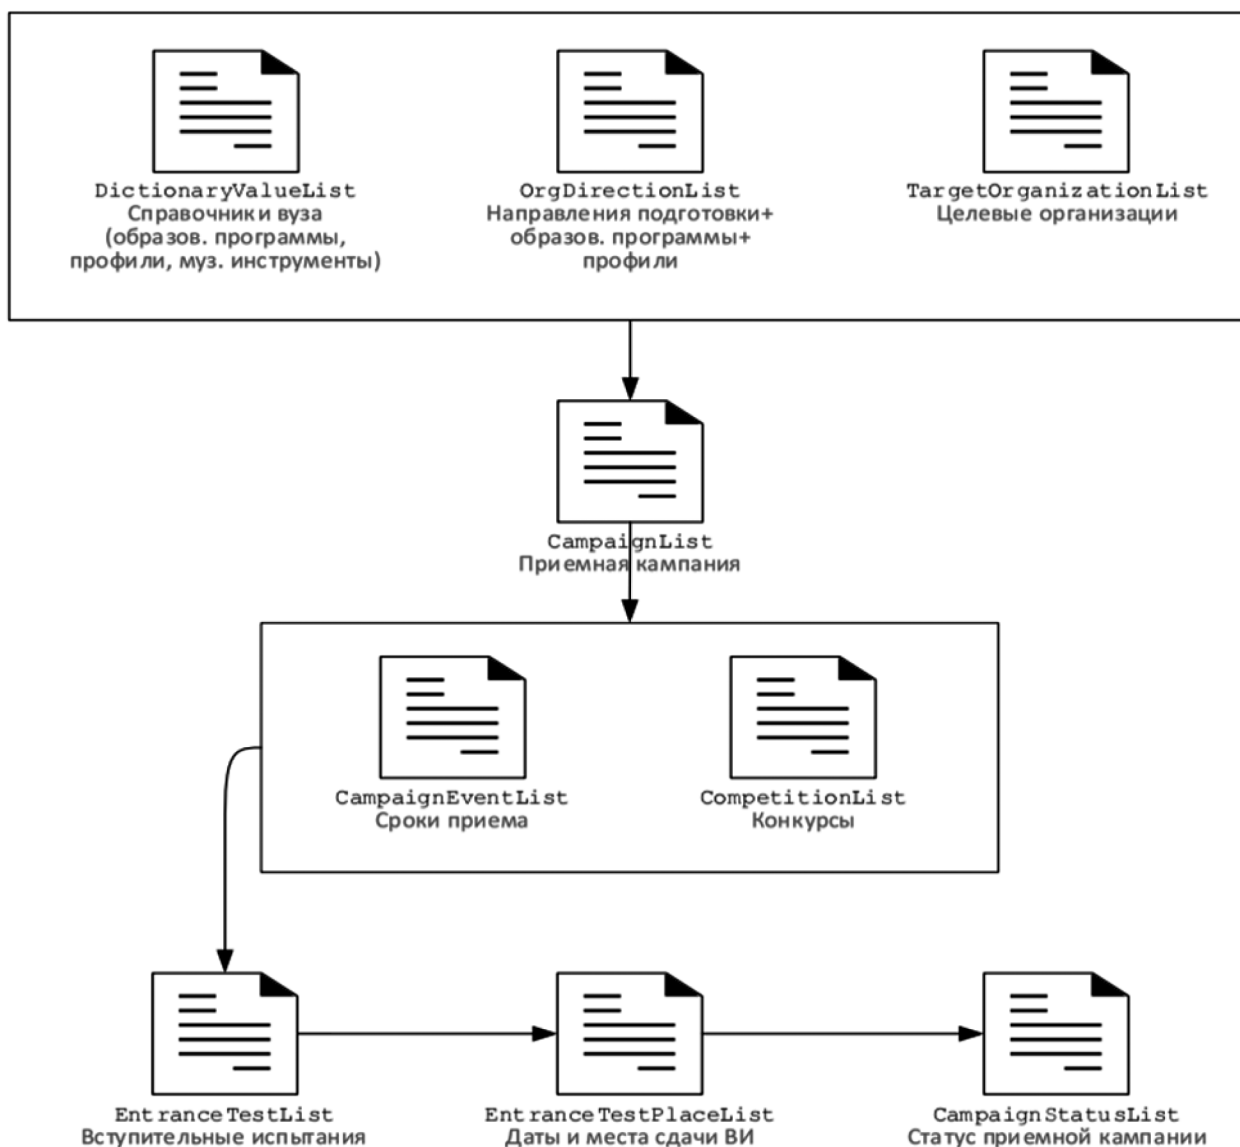 DictionaryValueList
Справочники вуза
(образов. программы,
профили, муз. инструменты)
OrgDirectionList
Направления подготовки+
образов. программы+
профили
TargetOrganizationList
Целевые организации
CampaignList
Приемная кампания
CampaignEventList
Сроки приема
CompetitionList
Конкурсы
EntranceTestList
Вступительные испытания
EntranceTestPlaceList
Даты и места сдачи ВИ
CampaignStatusList
Статус приемной кампании